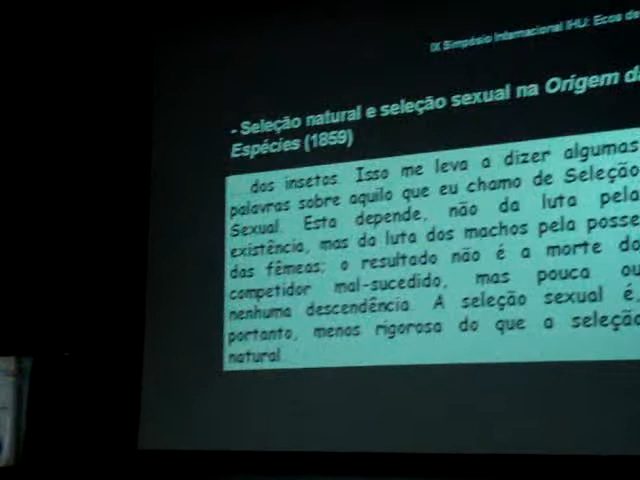 IX Simpósio Internacional IHU: Ecos de
- Seleção natural e seleção sexual na Origem da
Espécies (1859)
...dos insetos. Isso me leva a dizer algumas
palavras sobre aquilo que eu chamo de Seleção
Sexual. Esta depende, não da luta pela
existência, mas da luta dos machos pela posse
das fêmeas; o resultado não é a morte do
competidor mal-sucedido, mas pouca ou
nenhuma descendência. A seleção sexual é
portanto, menos rigorosa do que a seleção
natural.